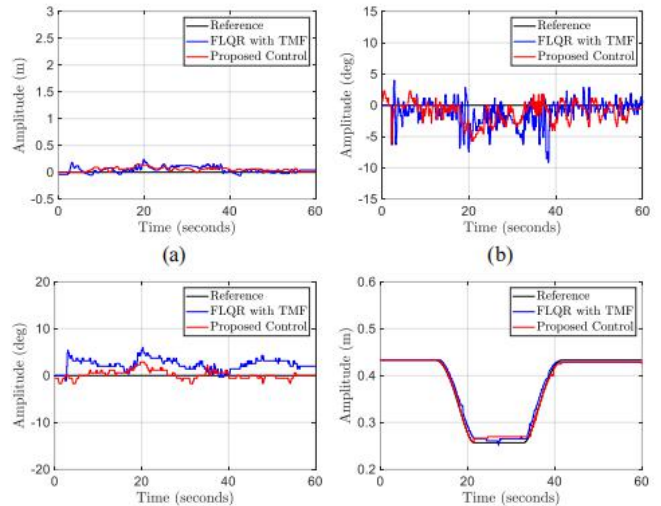 Reference
FLQR with TMF
Proposed Control
Amplitude (m)
3
2.5
2
1.5
1
0.5
0
-0.5
0
20
40
60
Time (seconds)
(a)
Reference
FLQR with TMF
Proposed Control
Amplitude (deg)
15
10
5
0
-5
-10
-15
0
20
40
60
Time (seconds)
(b)
Reference
FLQR with TMF
Proposed Control
Amplitude (deg)
20
10
0
-10
-20
0
20
40
60
Time (seconds)
Reference
FLQR with TMF
Proposed Control
Amplitude (m)
0.6
0.5
0.4
0.3
0.2
0
20
40
60
Time (seconds)